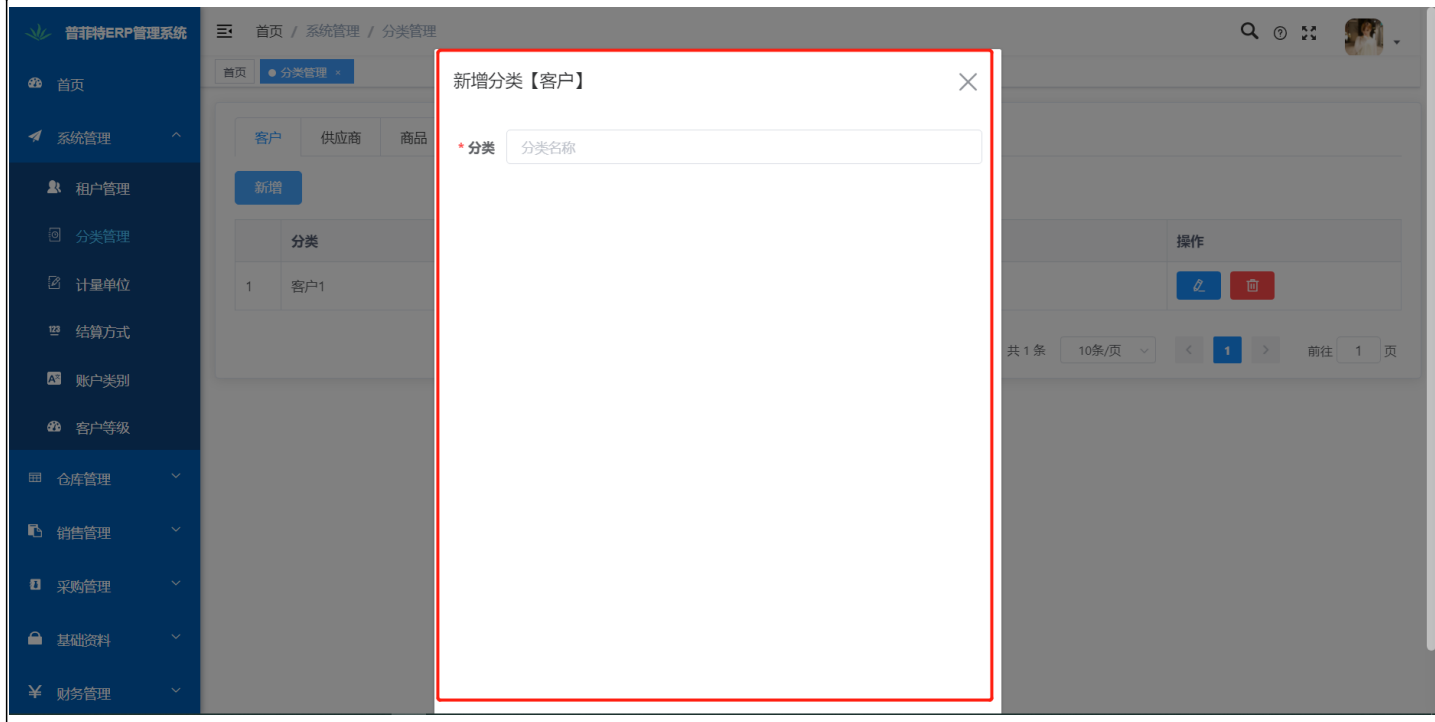 普菲特ERP管理系统
首页 / 系统管理 / 分类管理
首页
分类管理 ×
首页
系统管理
租户管理
分类管理
计量单位
结算方式
账户类别
客户等级
仓库管理
销售管理
采购管理
基础资料
财务管理
客户 供应商 商品
新增
分类 操作
1 客户1
共 1 条 10条/页 < 1 > 前往 1 页
新增分类【客户】
* 分类 分类名称